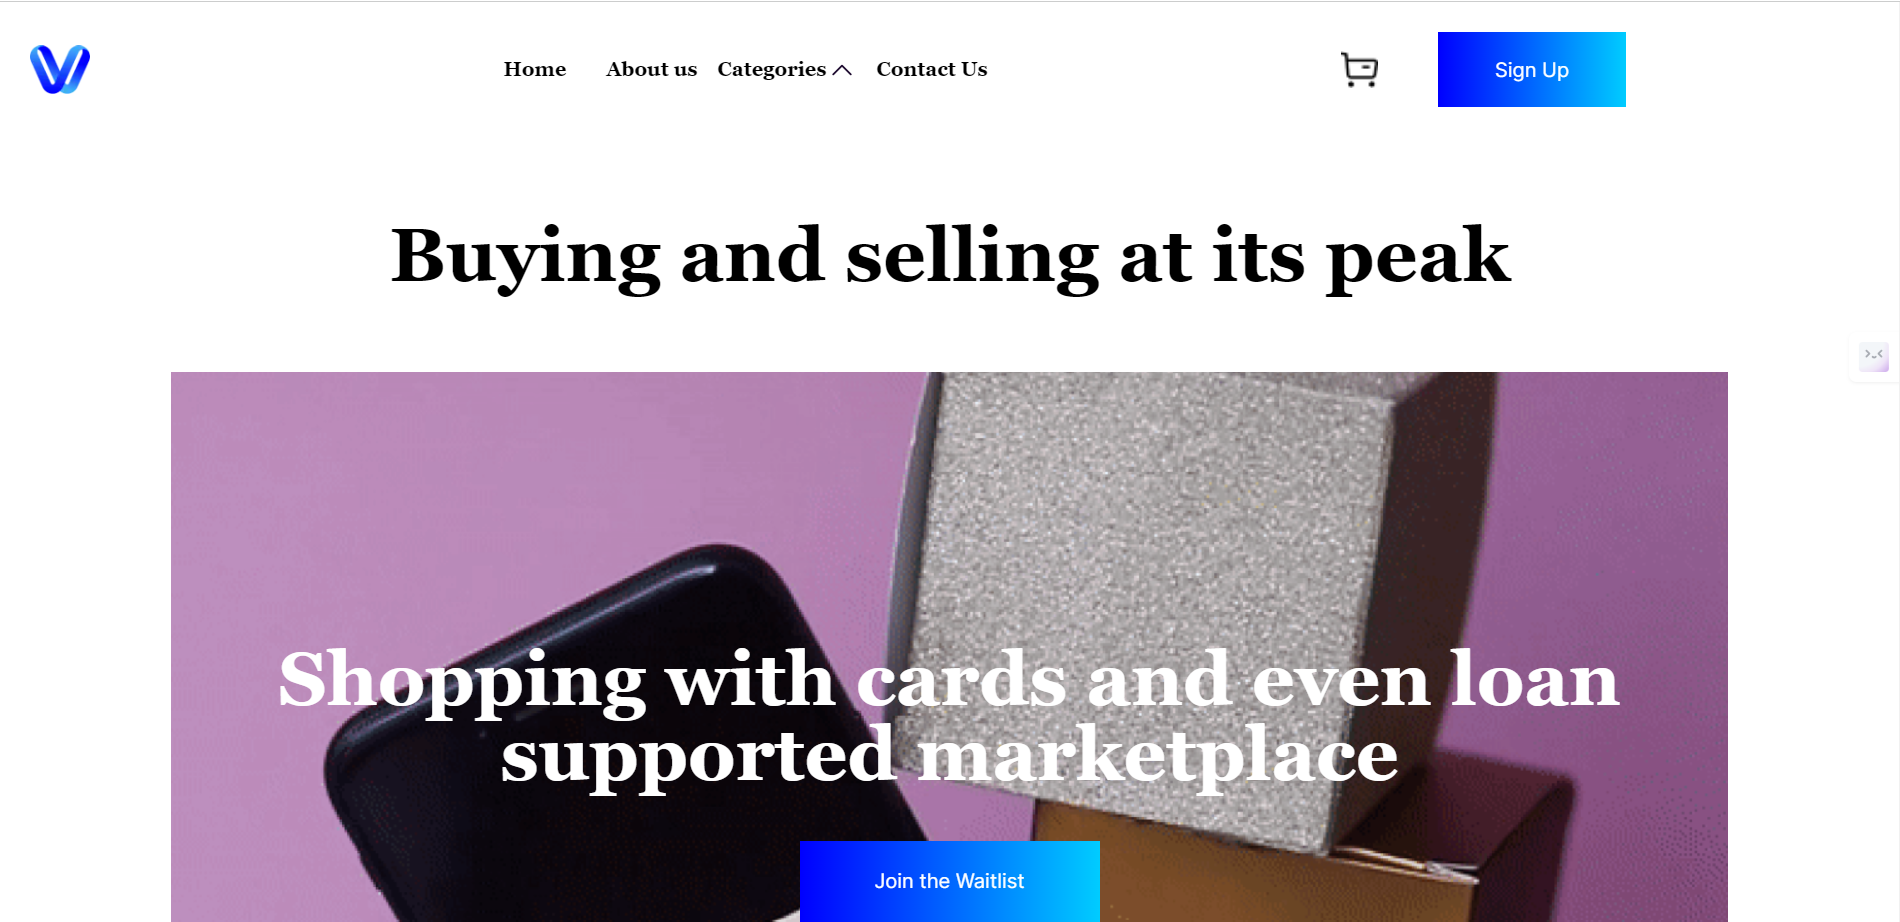 Home About us Categories Contact Us Sign Up
Buying and selling at its peak
Shopping with cards and even loan
supported marketplace
Join the Waitlist